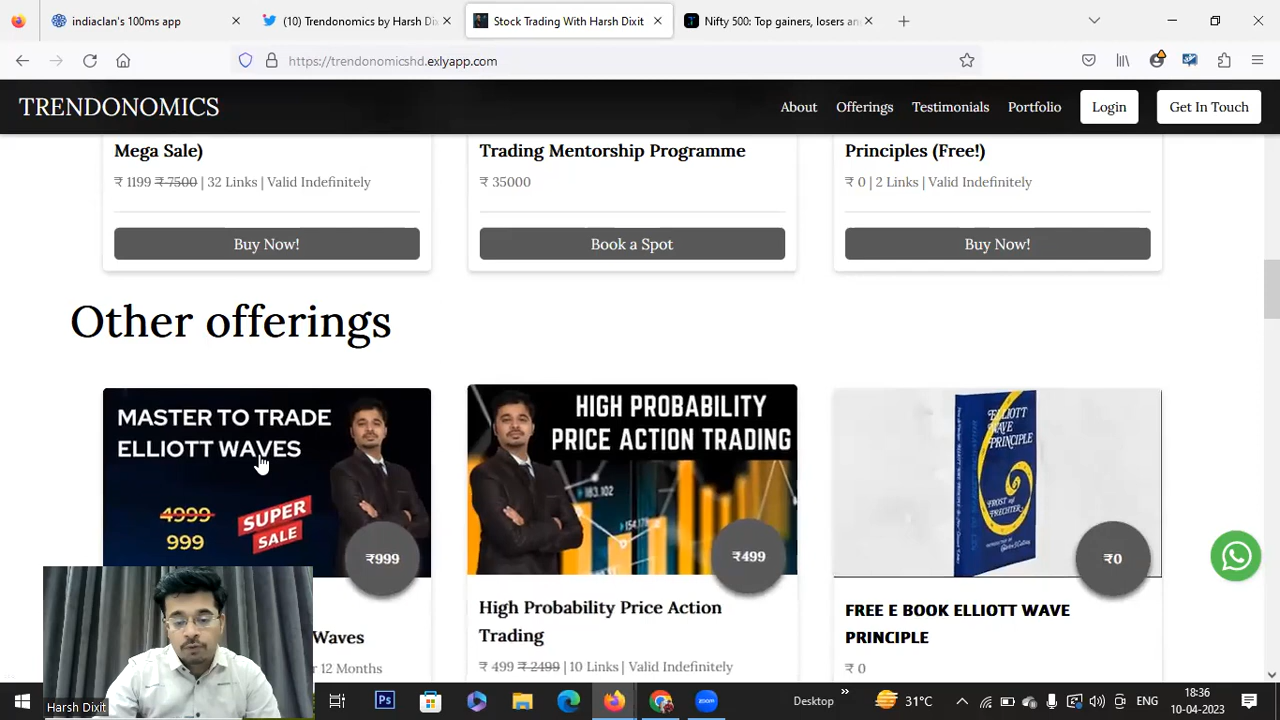 indiaclan's 100ms app
(10) Trendonomics by Harsh Di
Stock Trading With Harsh Dixit
Nifty 500: Top gainers, losers an
https://trendonomicshd.exlyapp.com
TRENDONOMICS
About
Offerings
Testimonials
Portfolio
Login
Get In Touch
Mega Sale)
₹ 1199 ₹ 7500 | 32 Links | Valid Indefinitely
Buy Now!
Trading Mentorship Programme
₹ 35000
Book a Spot
Principles (Free!)
₹ 0 | 2 Links | Valid Indefinitely
Buy Now!
Other offerings
MASTER TO TRADE
ELLIOTT WAVES
4999
999
SUPER
SALE
₹999
Waves
12 Months
HIGH PROBABILITY
PRICE ACTION TRADING
183.102
₹499
High Probability Price Action
Trading
₹ 499 ₹ 2499 | 10 Links | Valid Indefinitely
ELLIOTT
WAVE
PRINCIPLE
₹0
FREE E BOOK ELLIOTT WAVE
PRINCIPLE
₹ 0
Harsh Dixit
Ps
zoom
Desktop
31°C
ENG
18:36
10-04-2023